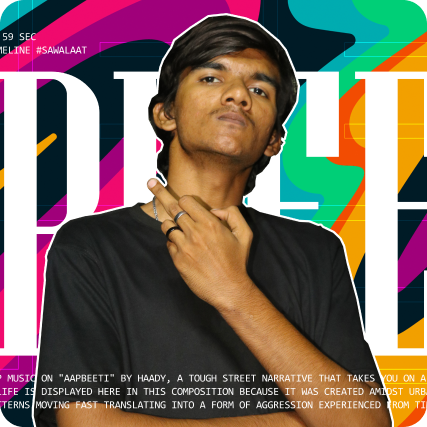 59 SEC
MELINE #SAWALAAT
P MUSIC ON "AAPBEETI" BY HAADY, A TOUGH STREET NARRATIVE THAT TAKES YOU ON A
LIFE IS DISPLAYED HERE IN THIS COMPOSITION BECAUSE IT WAS CREATED AMIDST URB
TERNS MOVING FAST TRANSLATING INTO A FORM OF AGGRESSION EXPERIENCED FROM TI